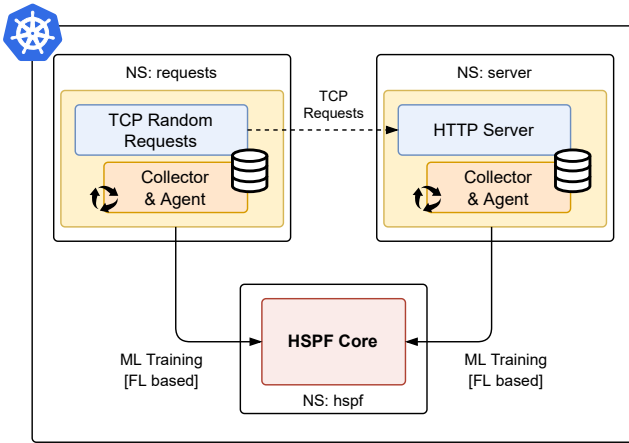 NS: requests
NS: server
TCP Random
Requests
TCP
Requests
HTTP Server
Collector
& Agent
Collector
& Agent
HSPF Core
ML Training
[FL based]
ML Training
[FL based]
NS: hspf